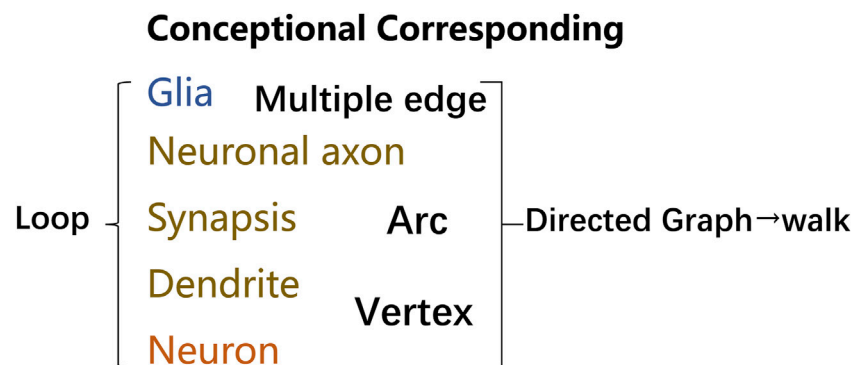 Conceptional Corresponding
Glia Multiple edge
Neuronal axon
Loop Synapsis Arc Directed Graph→walk
Dendrite
Vertex
Neuron